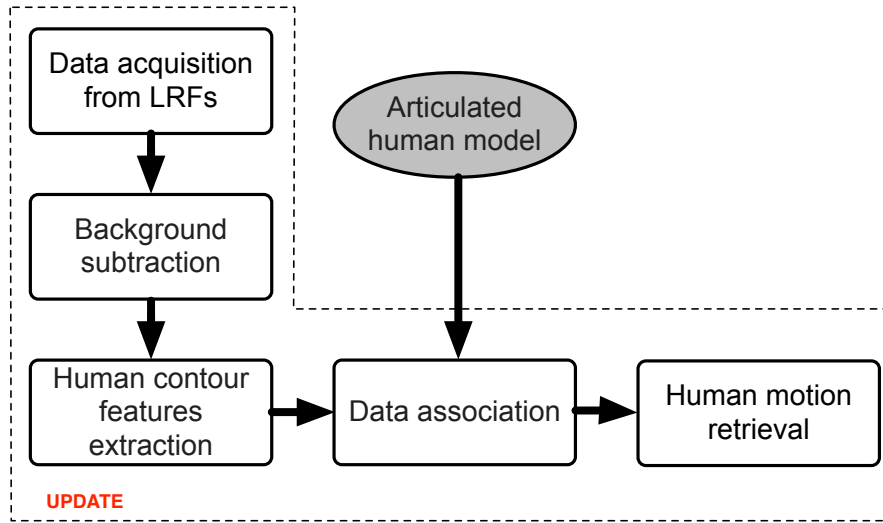 Data acquisition
from LRFs
Articulated
human model
Background
subtraction
Human contour
features
extraction
Data association
Human motion
retrieval
UPDATE